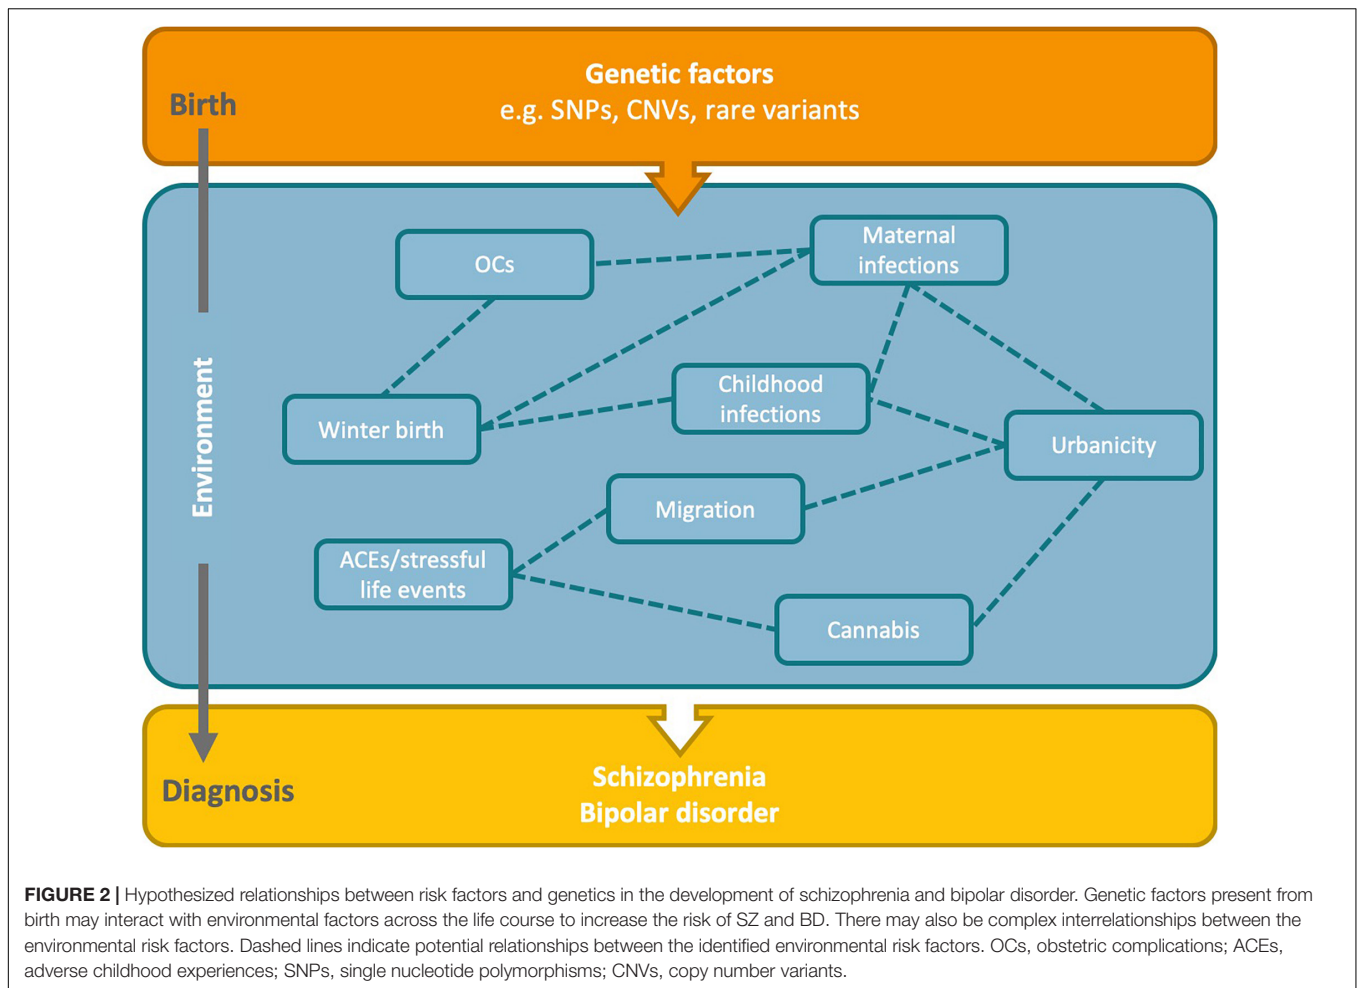 Genetic factors
e.g. SNPs, CNVs, rare variants
Birth
OCs
Maternal
infections
Winter birth
Childhood
infections
Urbanicity
Environment
Migration
ACEs/stressful
life events
Cannabis
Diagnosis
Schizophrenia
Bipolar disorder
FIGURE 2 | Hypothesized relationships between risk factors and genetics in the development of schizophrenia and bipolar disorder. Genetic factors present from
birth may interact with environmental factors across the life course to increase the risk of SZ and BD. There may also be complex interrelationships between the
environmental risk factors. Dashed lines indicate potential relationships between the identified environmental risk factors. OCs, obstetric complications; ACEs,
adverse childhood experiences; SNPs, single nucleotide polymorphisms; CNVs, copy number variants.